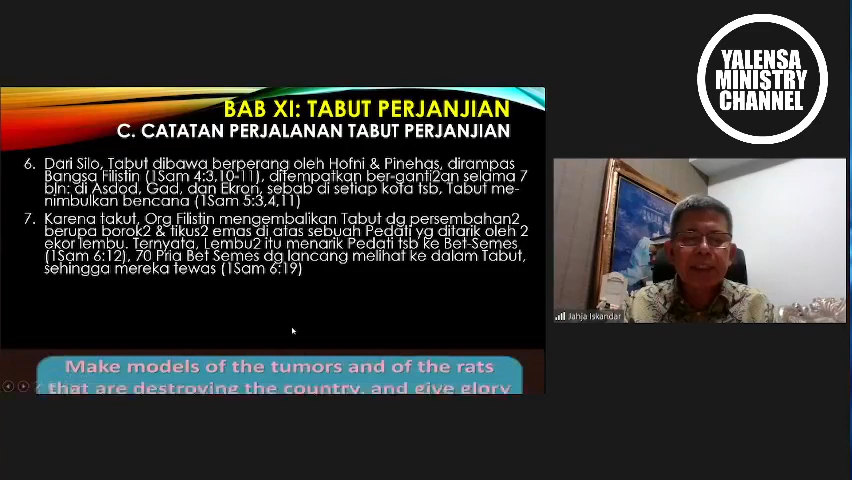 YALENSA
MINISTRY
CHANNEL
BAB XI: TABUT PERJANJIAN
C. CATATAN PERJALANAN TABUT PERJANJIAN
6. Dari Silo, Tabut dibawa berperang oleh Hofni & Pinehas, dirampas
Bangsa Filistin (1Sam 4:3,10-11), ditempatkan ber-ganti2an selama 7
bln: di Asdod, Gad, dan Ekron, sebab di setiap kota tsb, Tabut me-
nimbulkan bencana (1Sam 5:3,4,11)
7. Karena takut, Org Filistin mengembalikan Tabut dg persembahan2
berupa borok2 & tikus2 emas di atas sebuah Pedati yg ditarik oleh 2
ekor lembu. Ternyata, Lembu2 itu menarik Pedati tsb ke Bet-Semes
(1Sam 6:12), 70 Pria Bet Semes dg lancang melihat ke dalam Tabut,
sehingga mereka tewas (1Sam 6:19)
Make models of the tumors and of the rats
that are destroying the country, and give glory
Jahja Iskandar